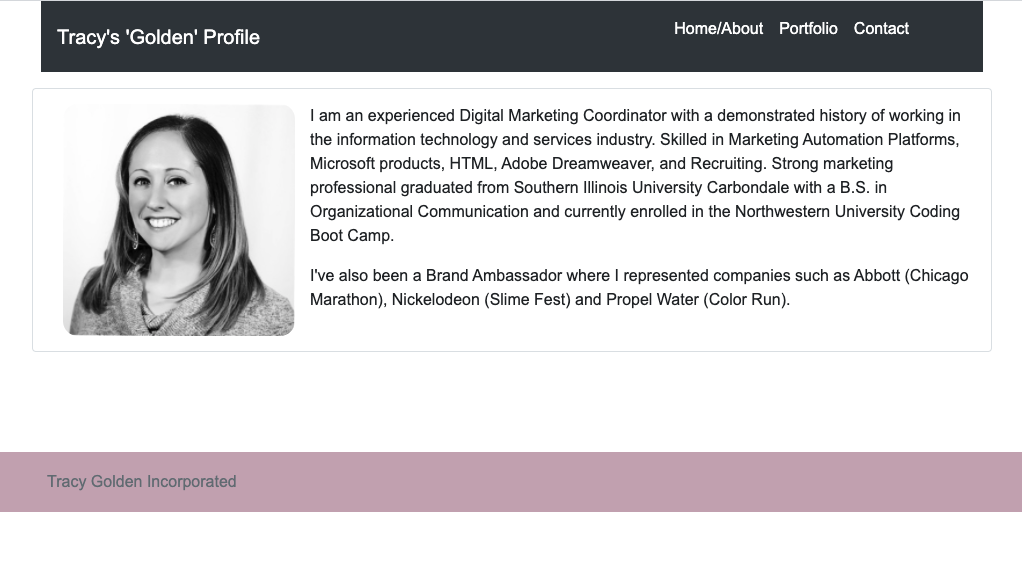 Tracy's 'Golden' Profile
Home/About Portfolio Contact
I am an experienced Digital Marketing Coordinator with a demonstrated history of working in
the information technology and services industry. Skilled in Marketing Automation Platforms,
Microsoft products, HTML, Adobe Dreamweaver, and Recruiting. Strong marketing
professional graduated from Southern Illinois University Carbondale with a B.S. in
Organizational Communication and currently enrolled in the Northwestern University Coding
Boot Camp.
I've also been a Brand Ambassador where I represented companies such as Abbott (Chicago
Marathon), Nickelodeon (Slime Fest) and Propel Water (Color Run).
Tracy Golden Incorporated